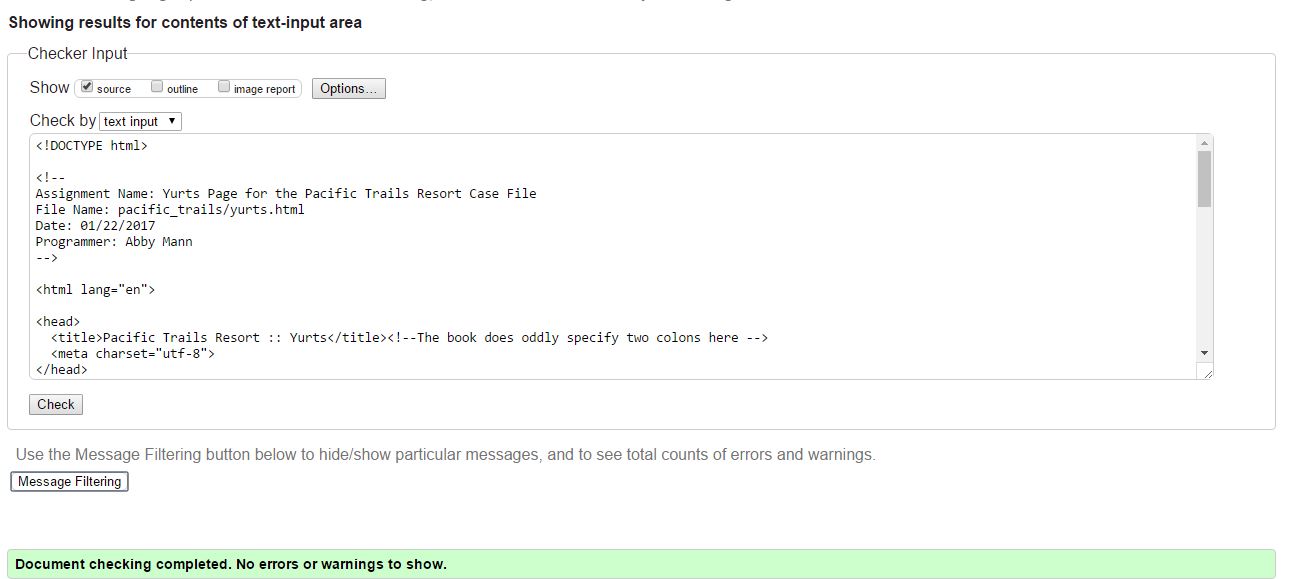 Showing results for contents of text-input area
Checker Input
Show source outline image report Options...
Check by text input
<!DOCTYPE html>
<!--
Assignment Name: Yurts Page for the Pacific Trails Resort Case File
File Name: pacific_trails/yurts.html
Date: 01/22/2017
Programmer: Abby Mann
-->
<html lang="en">
<head>
<title>Pacific Trails Resort :: Yurts</title><!--The book does oddly specify two colons here -->
<meta charset="utf-8">
</head>
Check
Use the Message Filtering button below to hide/show particular messages, and to see total counts of errors and warnings.
Message Filtering
Document checking completed. No errors or warnings to show.